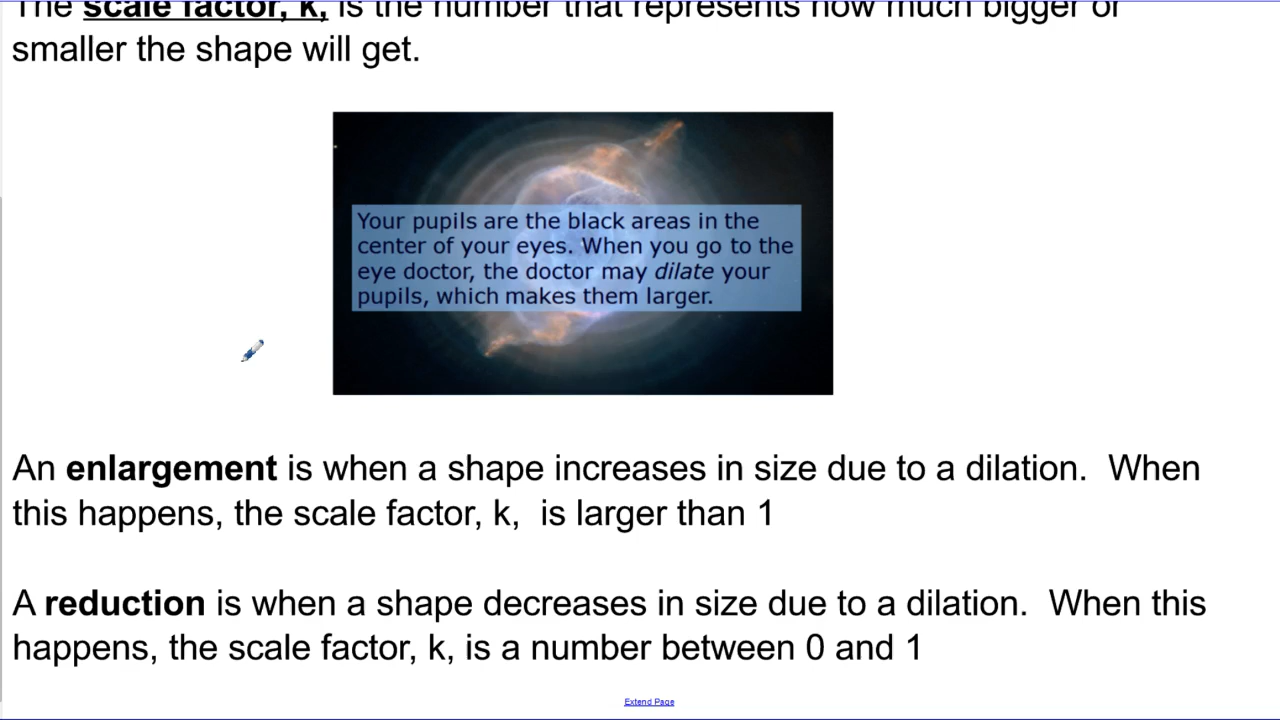 The scale factor, k, is the number that represents how much bigger or
smaller the shape will get.
Your pupils are the black areas in the
center of your eyes. When you go to the
eye doctor, the doctor may dilate your
pupils, which makes them larger.
An enlargement is when a shape increases in size due to a dilation. When
this happens, the scale factor, k, is larger than 1
A reduction is when a shape decreases in size due to a dilation. When this
happens, the scale factor, k, is a number between 0 and 1
Extend Page